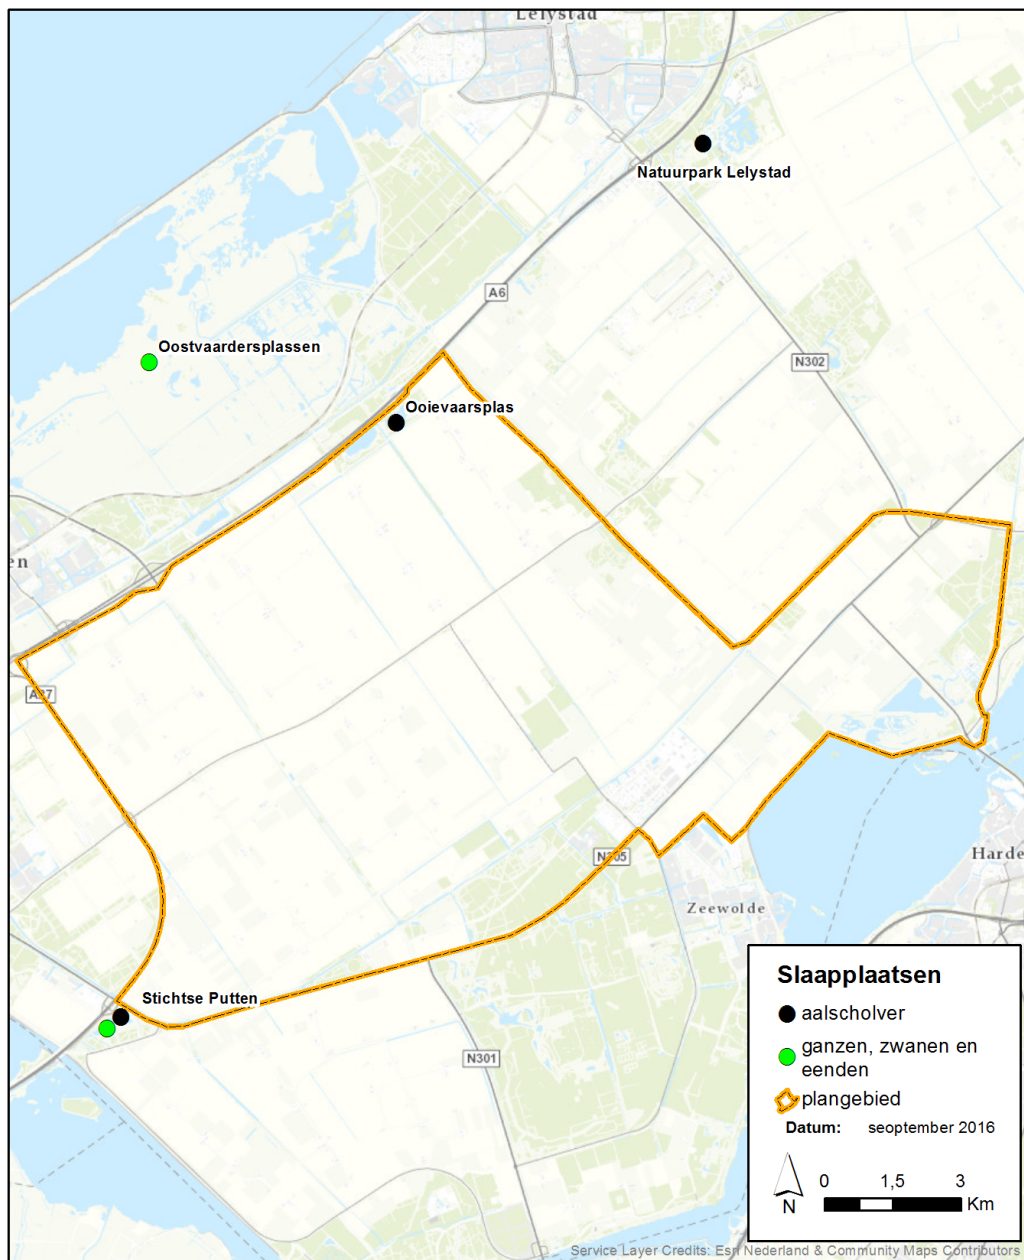 Lelystad
Natuurpark Lelystad
A6
Oostvaardersplassen
N302
Ooievaarsplas
en
A27
N305
Harde
Zeewolde
Stichtse Putten
N301
Slaapplaatsen
aalscholver
ganzen, zwanen en
eenden
plangebied
Datum: seoptember 2016
0 1,5 3
Km
N
Service Layer Credits: Esri Nederland & Community Maps Contributors